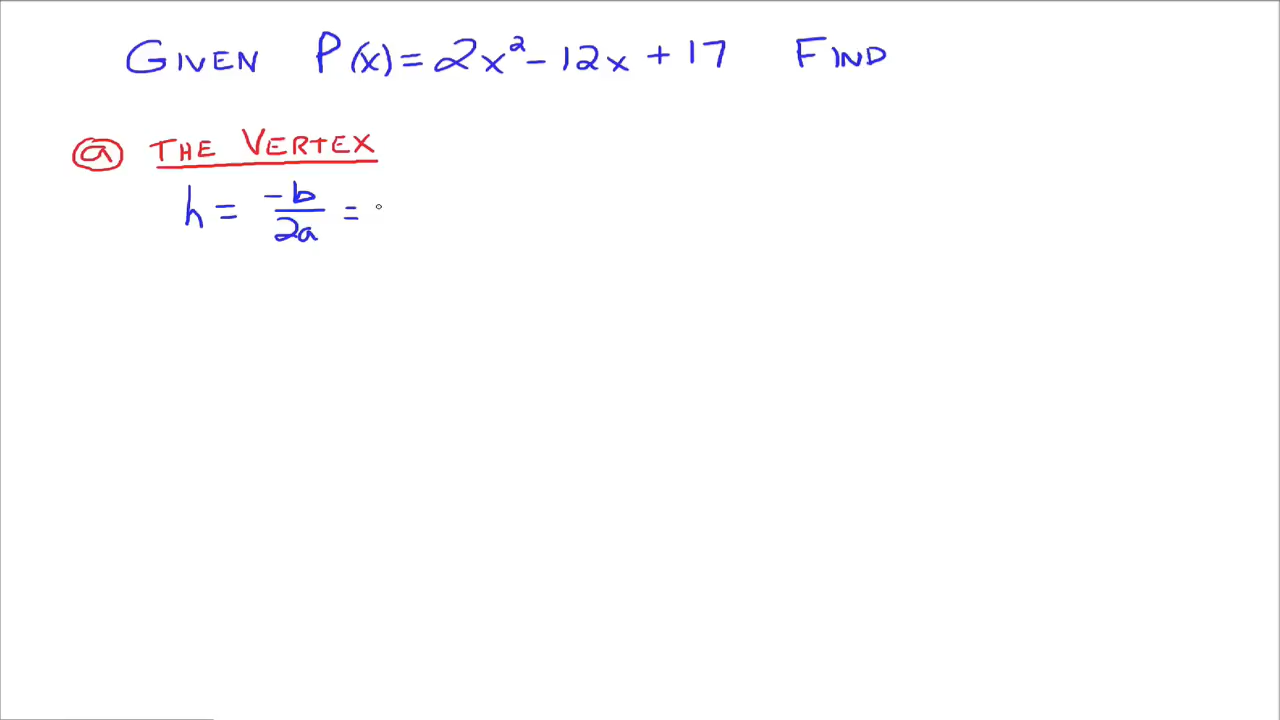 GIVEN P(x) = 2x² - 12x + 17 FIND
ⓐ THE VERTEX
h = -b/2a =